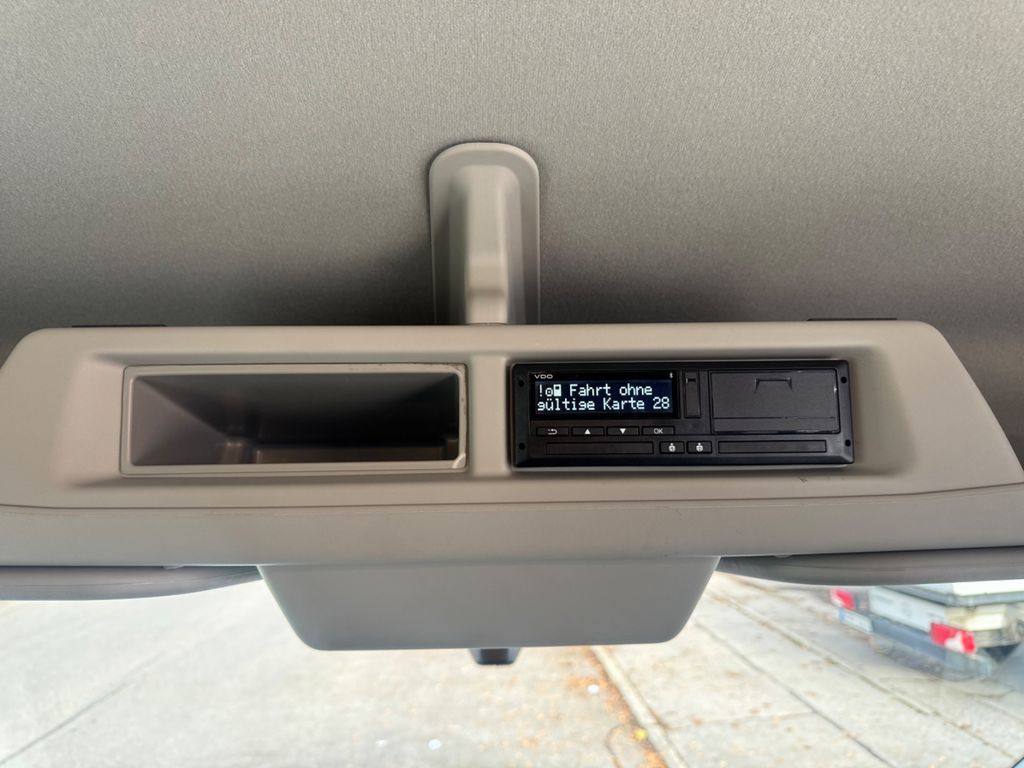 VDO
! Fahrt ohne
gültige Karte 28
OK